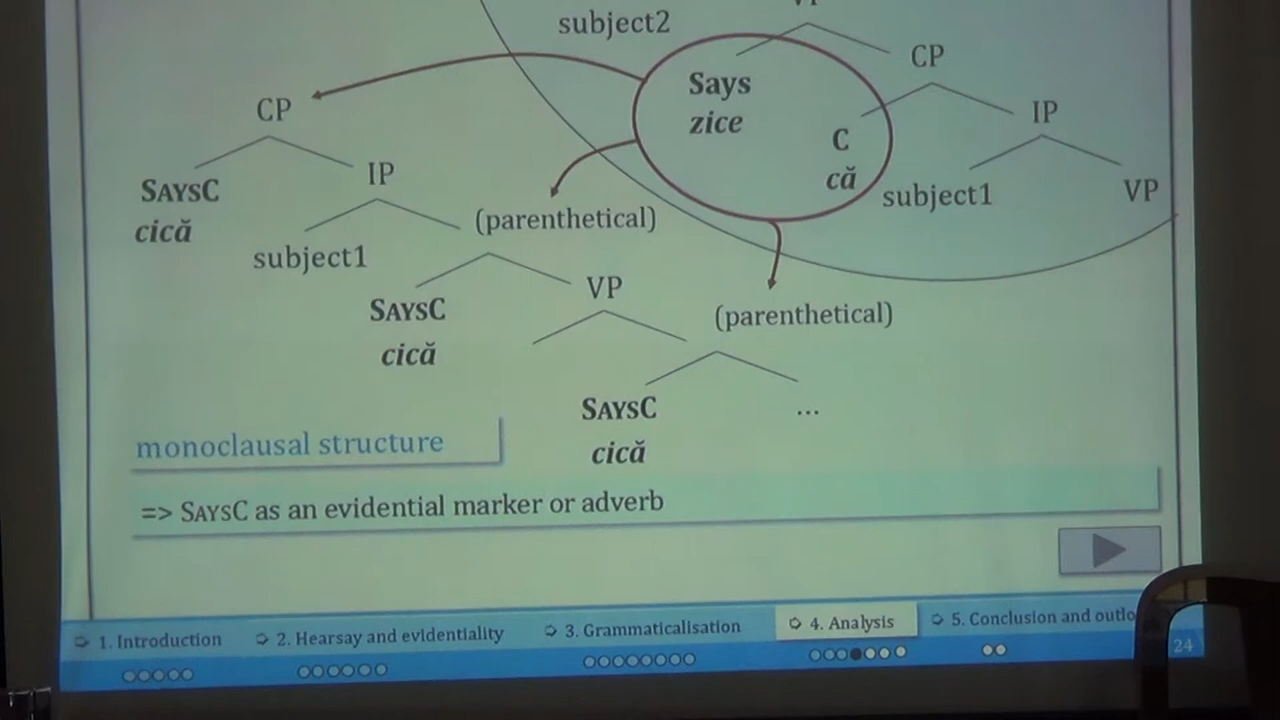 subject2
CP
Says
zice
C
că
IP
subject1
VP
CP
SAYSC
cică
IP
subject1
(parenthetical)
SAYSC
cică
VP
(parenthetical)
SAYSC
cică
...
monoclausal structure
=> SAYSC as an evidential marker or adverb
1. Introduction
2. Hearsay and evidentiality
3. Grammaticalisation
4. Analysis
5. Conclusion and outlo
24